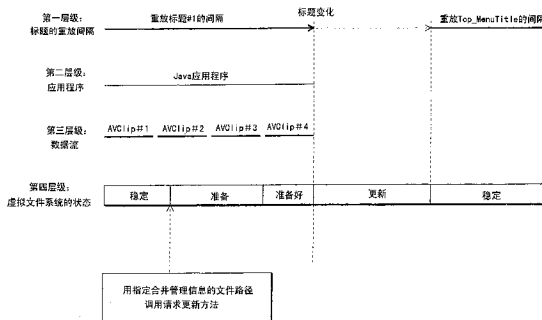 标题变化
第一层级:
标题的重放间隔
重放标题#1的间隔
重放Top_MenuTitle的间隔
第二层级:
应用程序
Java应用程序
第三层级:
数据流
AVClip#1 AVClip#2 AVClip#3 AVClip#4
第四层级:
虚拟文件系统的状态
稳定 准备 准备好 更新 稳定
用指定合并管理信息的文件路径
调用请求更新方法